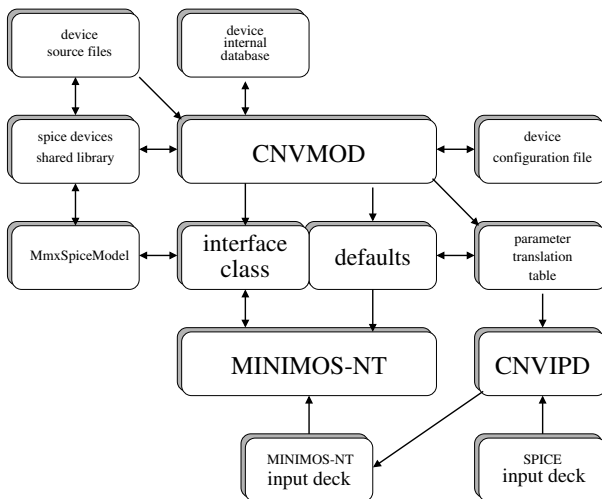 device
source files
device
internal
database
spice devices
shared library
CNVMOD
device
configuration file
MmxSpiceModel
interface
class
defaults
parameter
translation
table
MINIMOS-NT
CNVIPD
MINIMOS-NT
input deck
SPICE
input deck